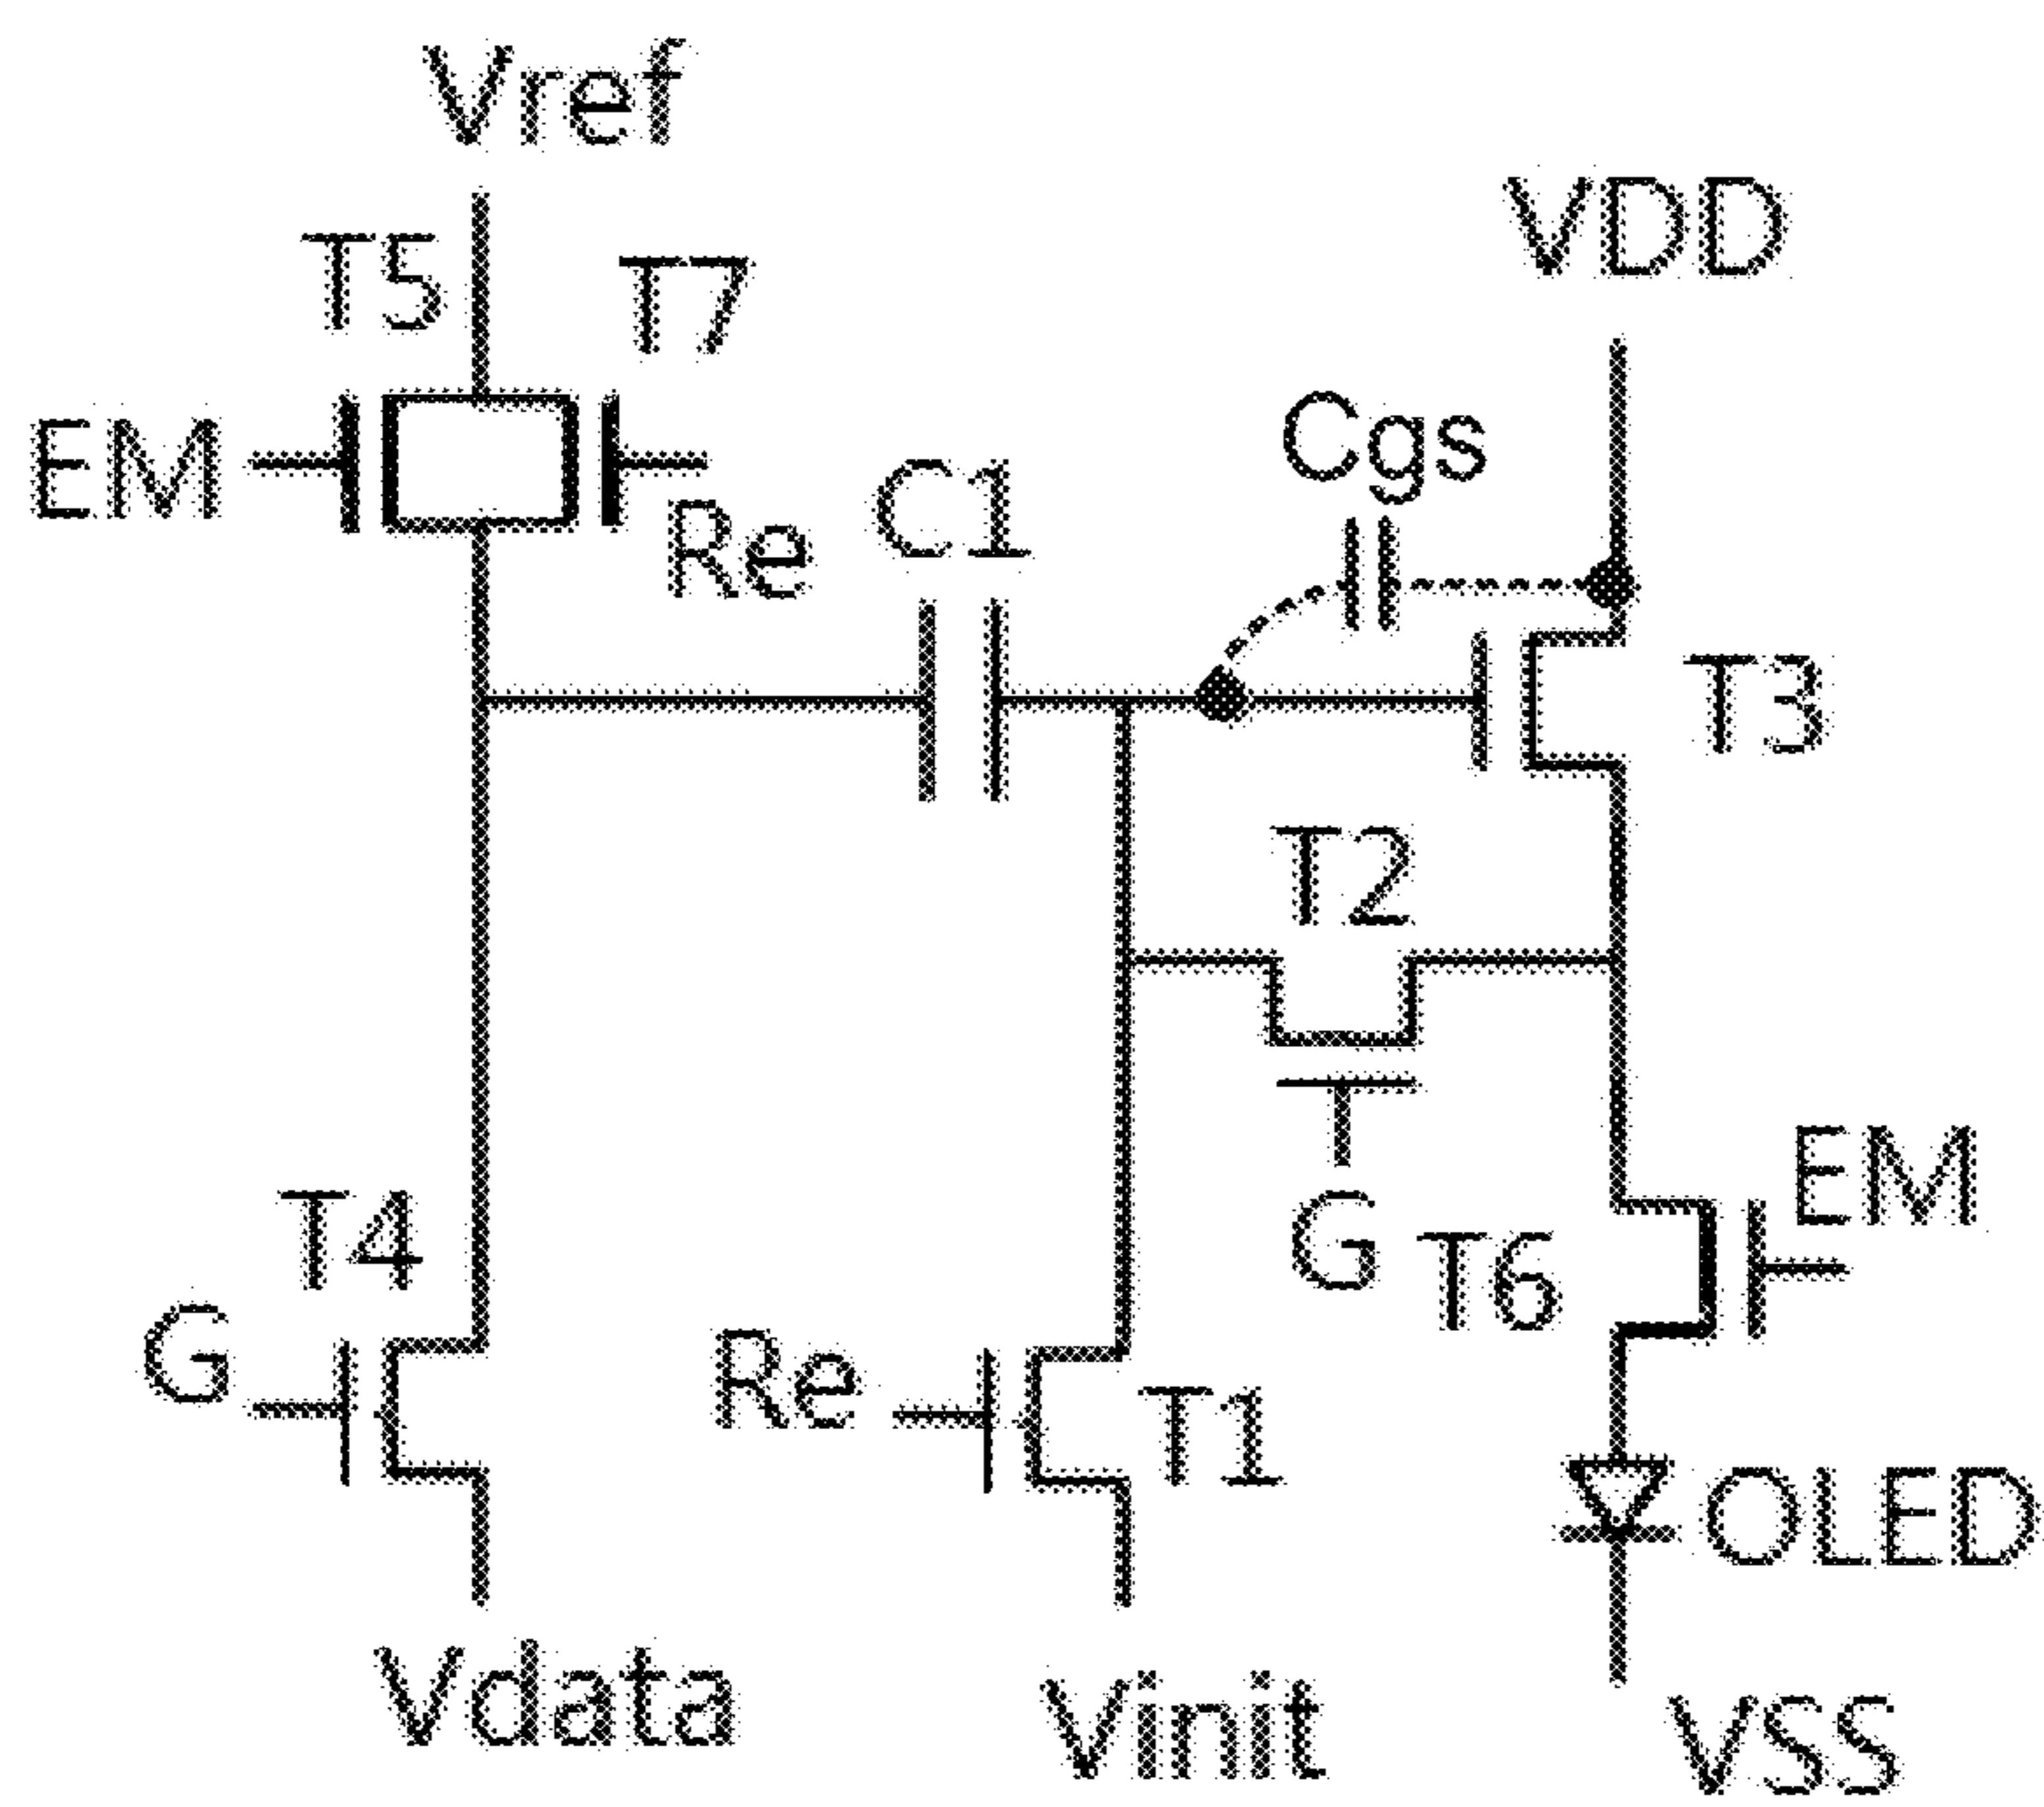 Vref
VDD
T5
T7
Cgs
EM
C1
Re
T3
T2
EM
T4
G
T6
G
Re
T1
OLED
Vdata
Vinit
VSS